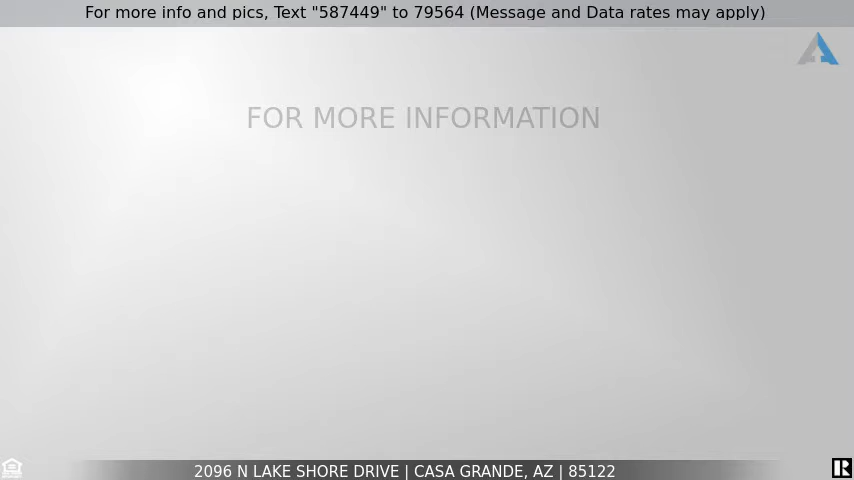 For more info and pics, Text "587449" to 79564 (Message and Data rates may apply)
FOR MORE INFORMATION
2096 N LAKE SHORE DRIVE | CASA GRANDE, AZ | 85122